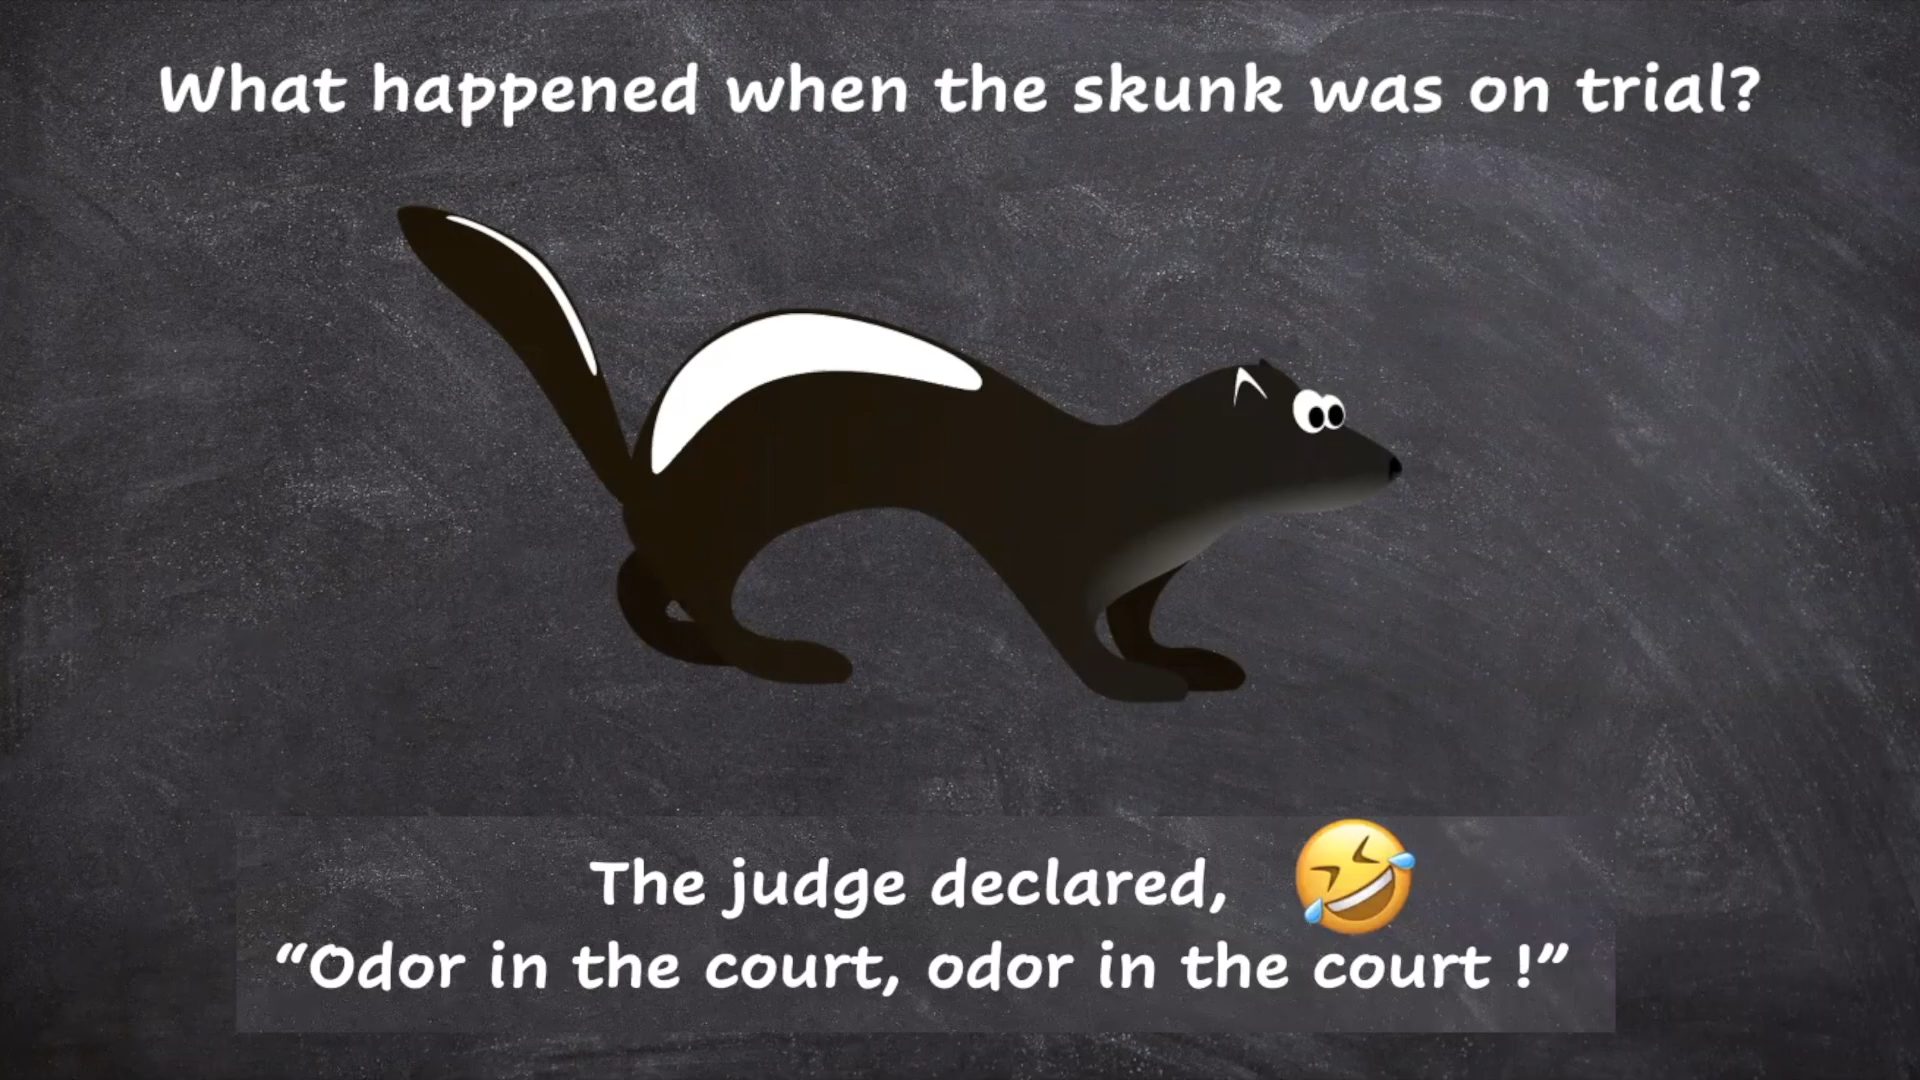 What happened when the skunk was on trial?
The judge declared,
“Odor in the court, odor in the court !”